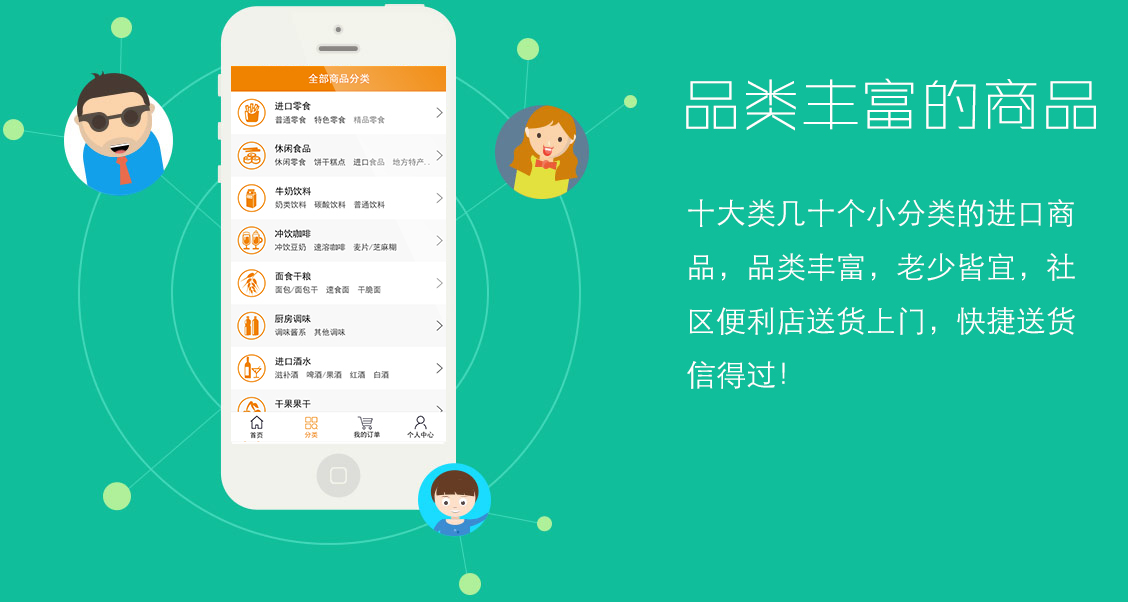 全部商品分类
进口零食
普通零食 特色零食 精品零食
休闲食品
休闲零食 饼干糕点 进口食品 地方特产..
牛奶饮料
奶类饮料 碳酸饮料 普通饮料
冲饮咖啡
冲饮豆奶 速溶咖啡 麦片/芝麻糊
面食干粮
面包/面包干 速食面 干脆面
厨房调味
调味酱系 其他调味
进口酒水
滋补酒 啤酒/果酒 红酒 白酒
干果果干
首页 分类 我的订单 个人中心
品类丰富的商品
十大类几十个小分类的进口商
品，品类丰富，老少皆宜，社
区便利店送货上门，快捷送货
信得过！